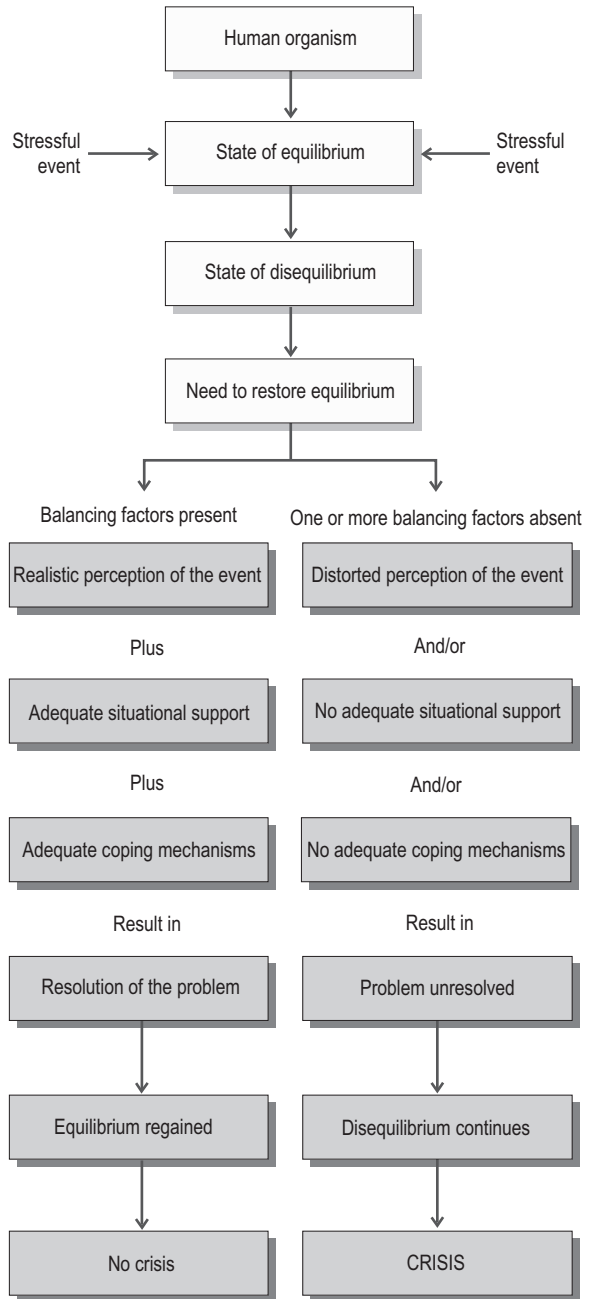 Human organism
Stressful
event
State of equilibrium
Stressful
event
State of disequilibrium
Need to restore equilibrium
Balancing factors present
One or more balancing factors absent
Realistic perception of the event
Distorted perception of the event
Plus
And/or
Adequate situational support
No adequate situational support
Plus
And/or
Adequate coping mechanisms
No adequate coping mechanisms
Result in
Result in
Resolution of the problem
Problem unresolved
Equilibrium regained
Disequilibrium continues
No crisis
CRISIS